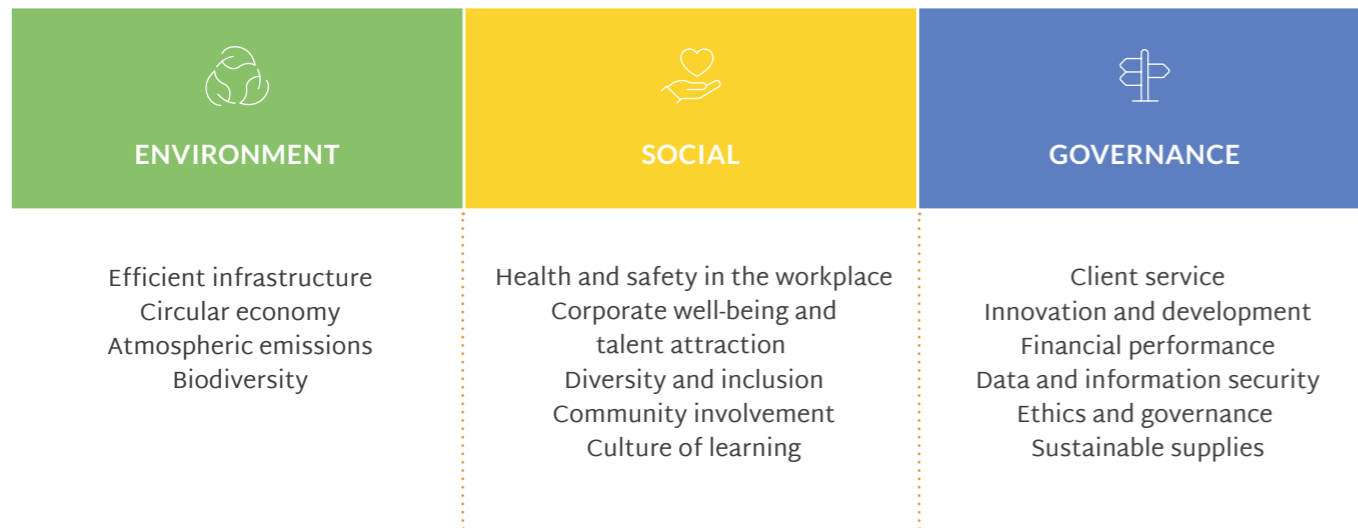 ENVIRONMENT
Efficient infrastructure
Circular economy
Atmospheric emissions
Biodiversity
SOCIAL
Health and safety in the workplace
Corporate well-being and
talent attraction
Diversity and inclusion
Community involvement
Culture of learning
GOVERNANCE
Client service
Innovation and development
Financial performance
Data and information security
Ethics and governance
Sustainable supplies